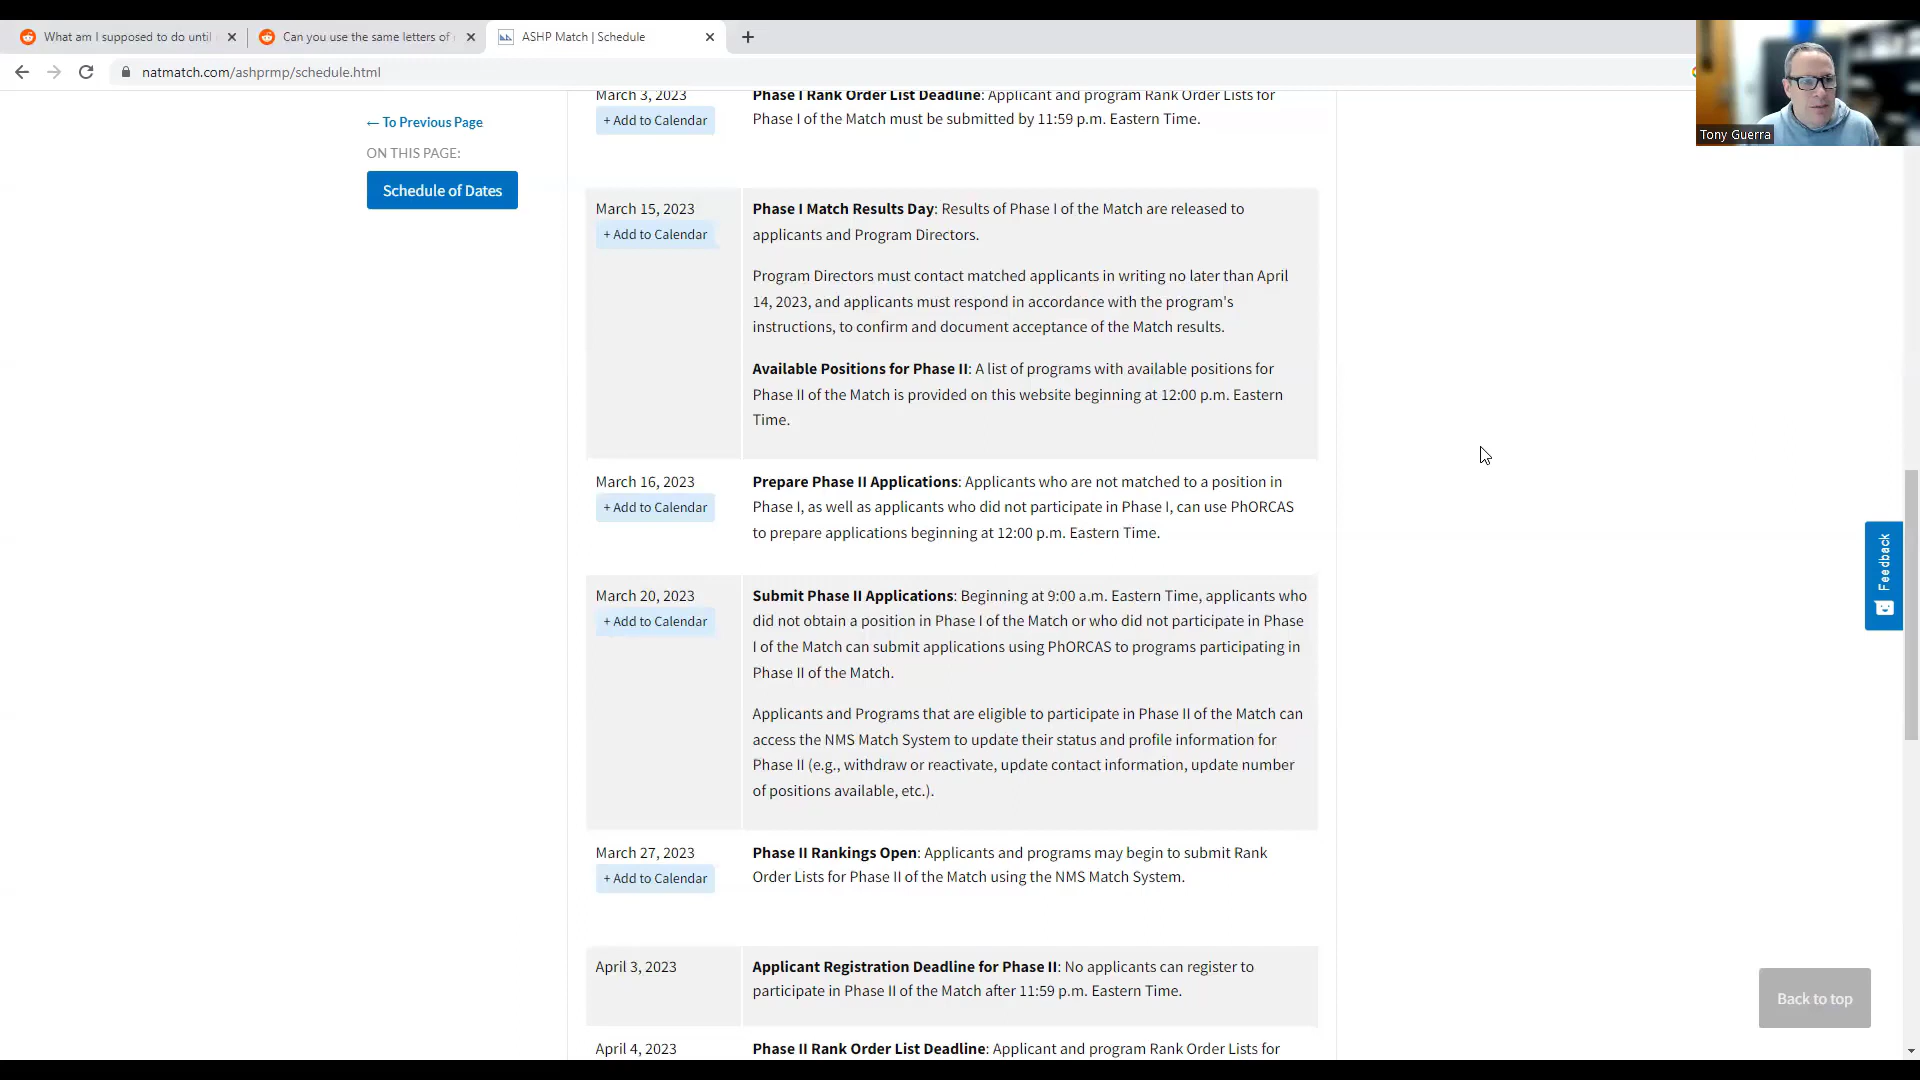 What am I supposed to do until
Can you use the same letters of
ASHP Match | Schedule
natmatch.com/ashprmp/schedule.html
Tony Guerra
← To Previous Page
ON THIS PAGE:
Schedule of Dates
March 3, 2023
+ Add to Calendar
Phase I Rank Order List Deadline: Applicant and program Rank Order Lists for
Phase I of the Match must be submitted by 11:59 p.m. Eastern Time.
March 15, 2023
+ Add to Calendar
Phase I Match Results Day: Results of Phase I of the Match are released to
applicants and Program Directors.
Program Directors must contact matched applicants in writing no later than April
14, 2023, and applicants must respond in accordance with the program's
instructions, to confirm and document acceptance of the Match results.
Available Positions for Phase II: A list of programs with available positions for
Phase II of the Match is provided on this website beginning at 12:00 p.m. Eastern
Time.
March 16, 2023
+ Add to Calendar
Prepare Phase II Applications: Applicants who are not matched to a position in
Phase I, as well as applicants who did not participate in Phase I, can use PhORCAS
to prepare applications beginning at 12:00 p.m. Eastern Time.
March 20, 2023
+ Add to Calendar
Submit Phase II Applications: Beginning at 9:00 a.m. Eastern Time, applicants who
did not obtain a position in Phase I of the Match or who did not participate in Phase
I of the Match can submit applications using PhORCAS to programs participating in
Phase II of the Match.
Applicants and Programs that are eligible to participate in Phase II of the Match can
access the NMS Match System to update their status and profile information for
Phase II (e.g., withdraw or reactivate, update contact information, update number
of positions available, etc.).
March 27, 2023
+ Add to Calendar
Phase II Rankings Open: Applicants and programs may begin to submit Rank
Order Lists for Phase II of the Match using the NMS Match System.
April 3, 2023
Applicant Registration Deadline for Phase II: No applicants can register to
participate in Phase II of the Match after 11:59 p.m. Eastern Time.
April 4, 2023
Phase II Rank Order List Deadline: Applicant and program Rank Order Lists for
Feedback
Back to top